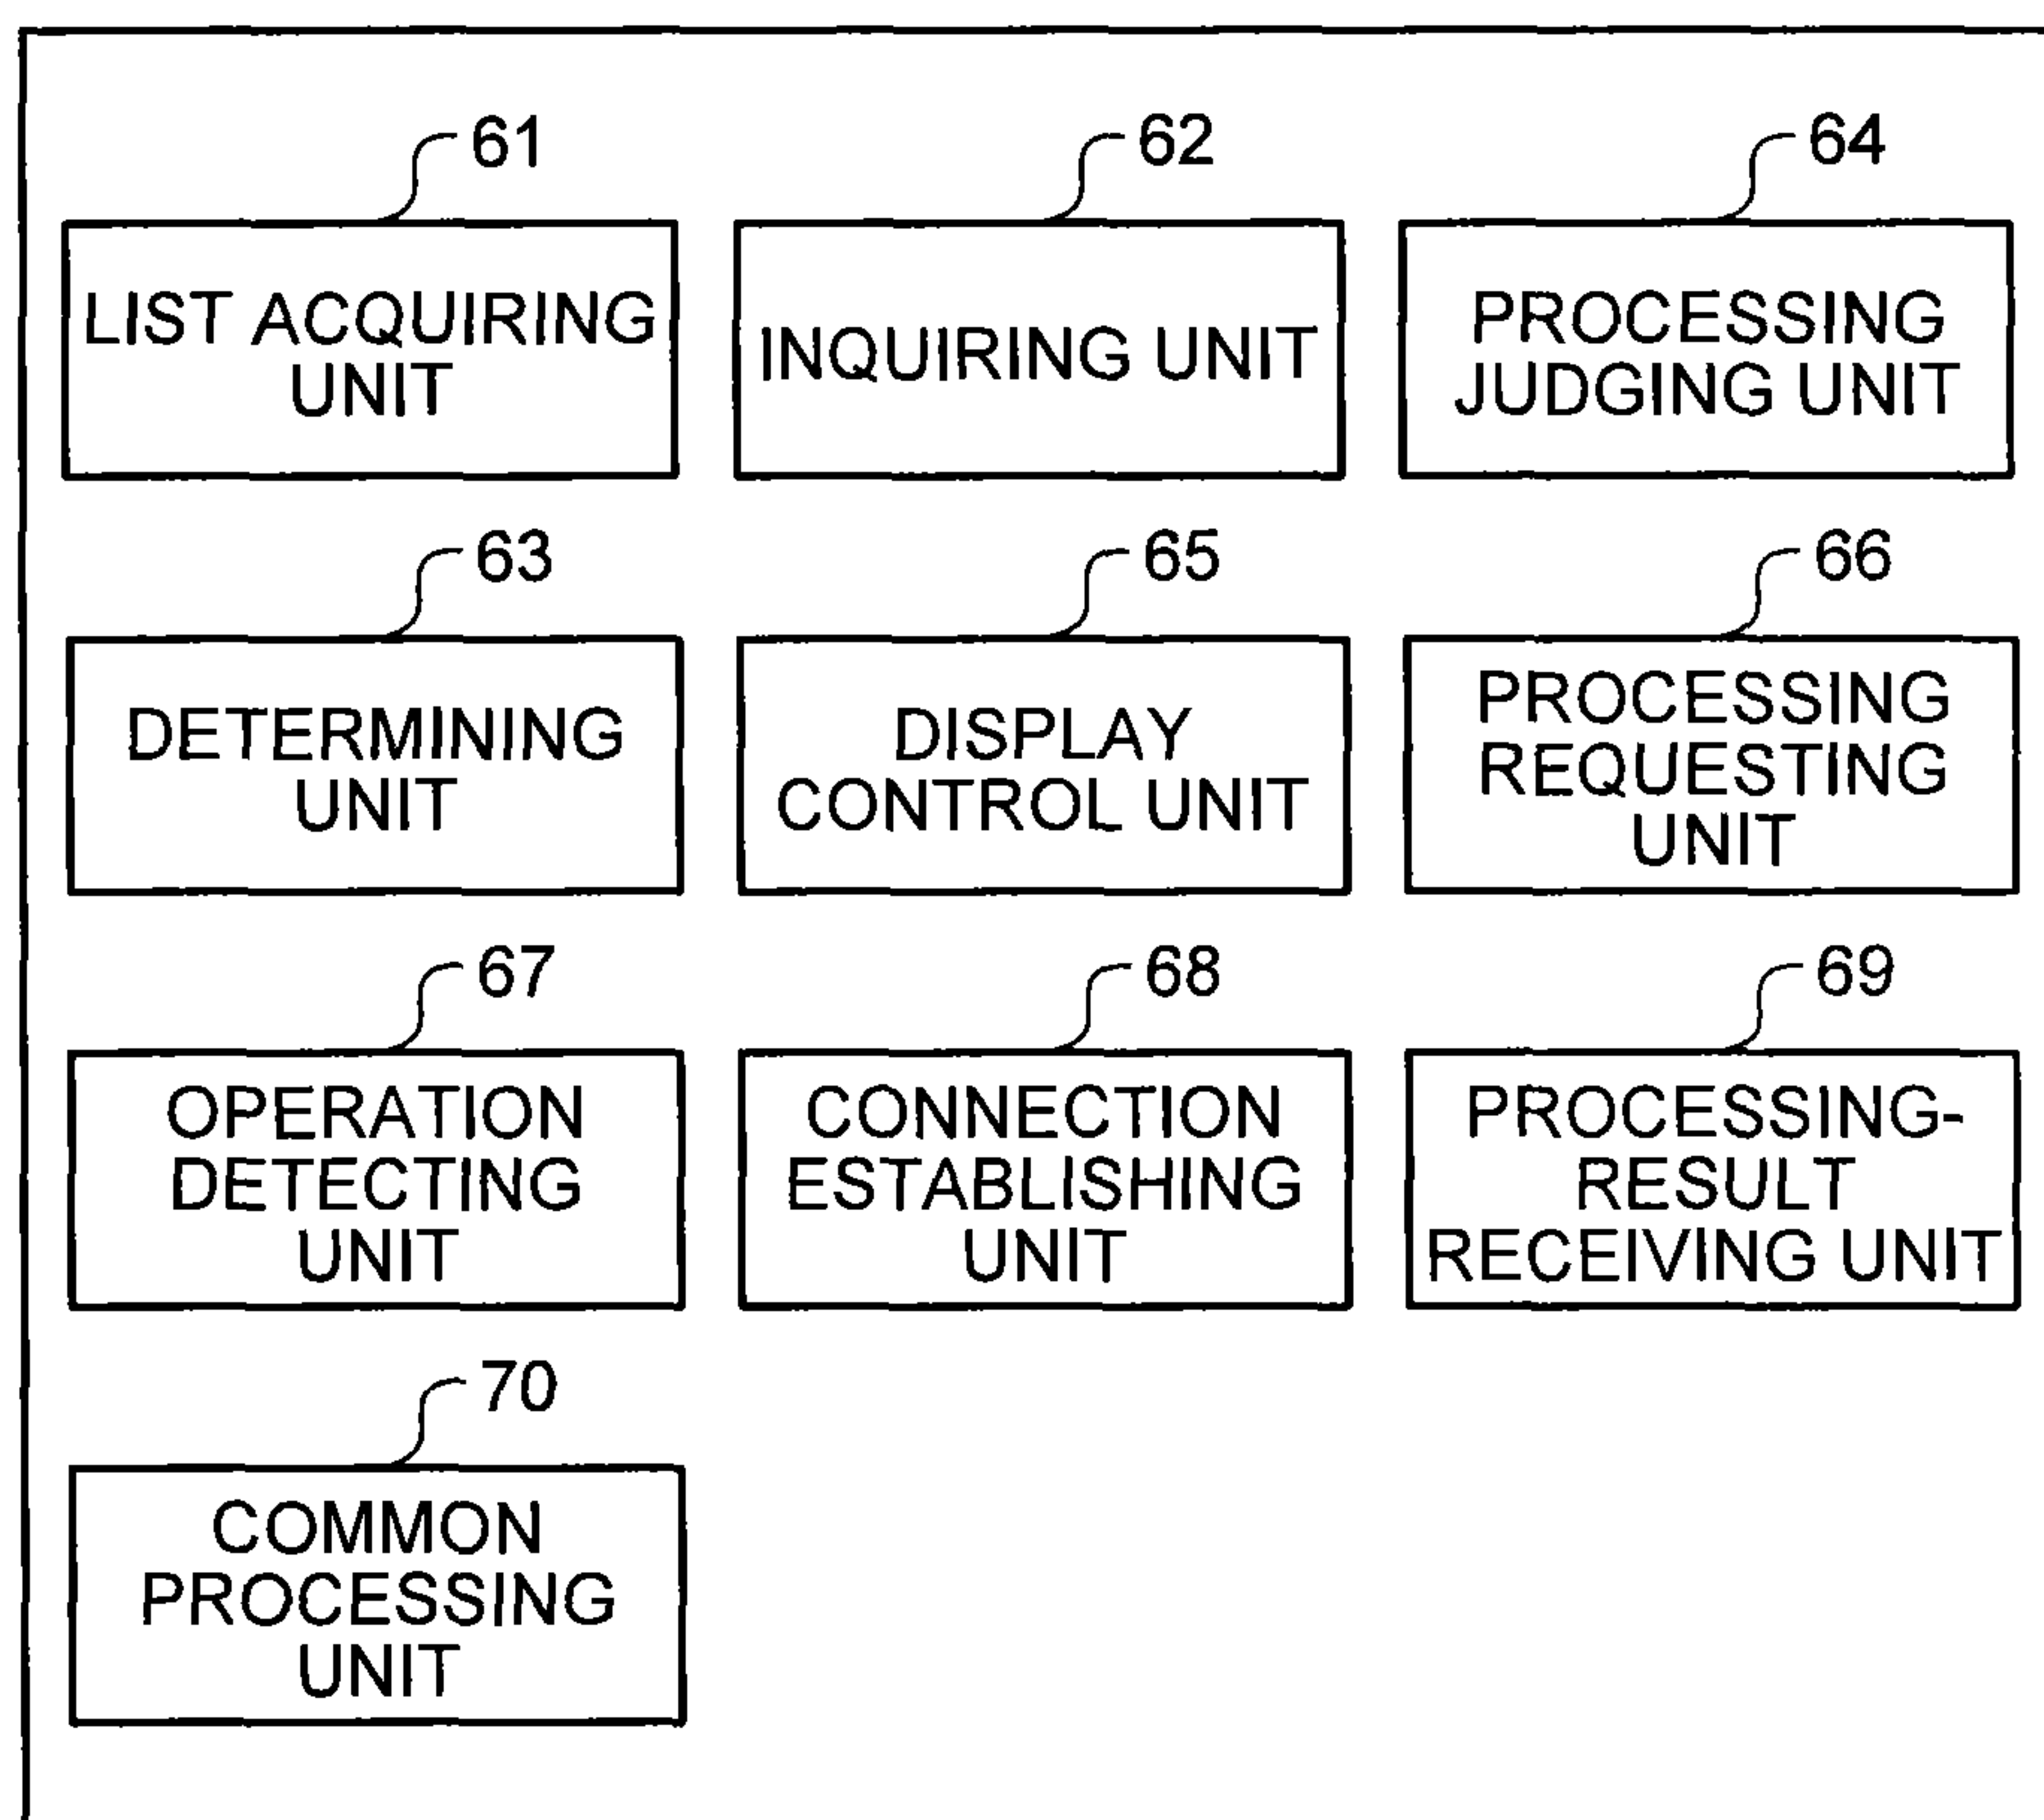 61
LIST ACQUIRING
UNIT
62
INQUIRING UNIT
64
PROCESSING
JUDGING UNIT
63
DETERMINING
UNIT
65
DISPLAY
CONTROL UNIT
66
PROCESSING
REQUESTING
UNIT
67
OPERATION
DETECTING
UNIT
68
CONNECTION
ESTABLISHING
UNIT
69
PROCESSING-
RESULT
RECEIVING UNIT
70
COMMON
PROCESSING
UNIT